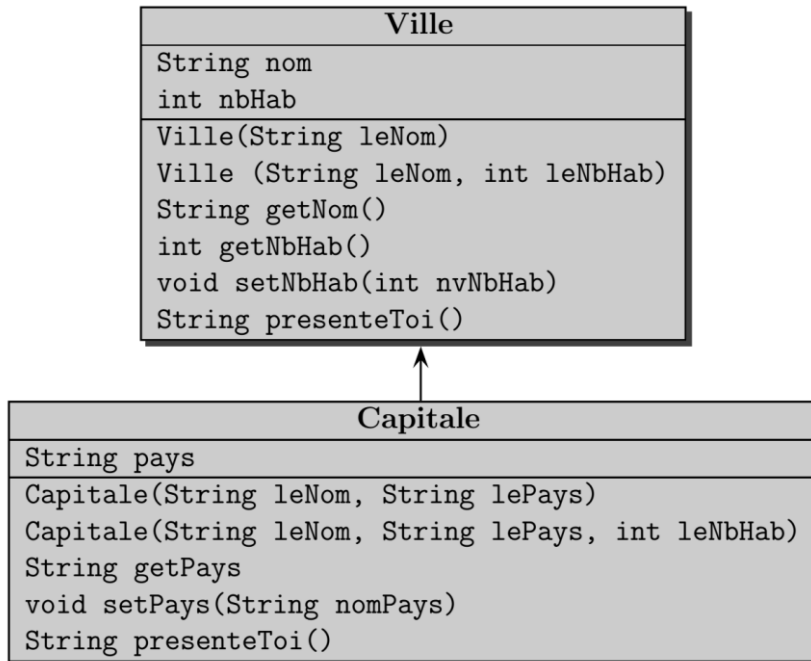 Ville
String nom
int nbHab
Ville(String leNom)
Ville (String leNom, int leNbHab)
String getNom()
int getNbHab()
void setNbHab(int nvNbHab)
String presenteToi()
Capitale
String pays
Capitale(String leNom, String lePays)
Capitale(String leNom, String lePays, int leNbHab)
String getPays
void setPays(String nomPays)
String presenteToi()